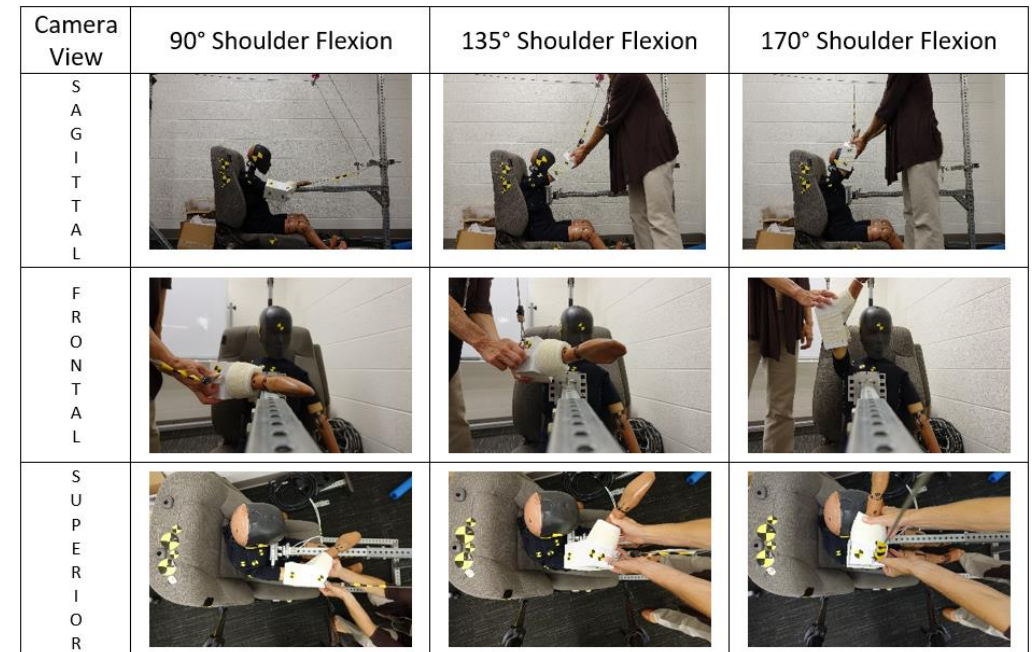 Camera
View
90° Shoulder Flexion
135° Shoulder Flexion
170° Shoulder Flexion
S
A
G
I
T
T
A
L
F
R
O
N
T
A
L
S
U
P
E
R
I
O
R